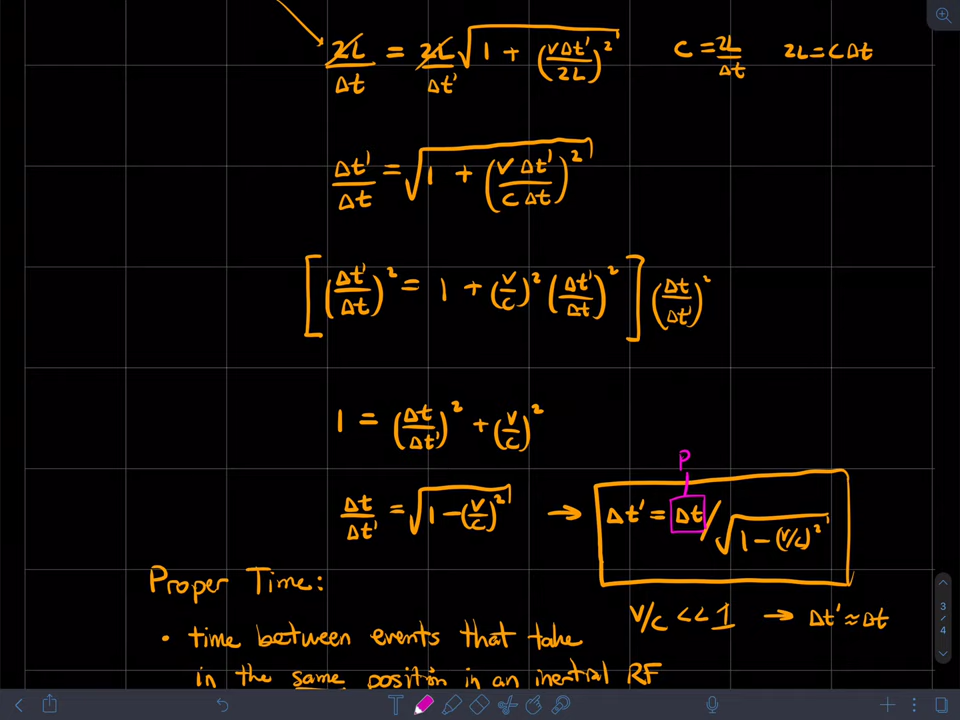 2L/Δt = 2L/Δt' √(1 + (vΔt'/2L)²) C = 2L/Δt 2L = CΔt
Δt'/Δt = √(1 + (vΔt'/CΔt)²)
[(Δt'/Δt)² = 1 + (v/c)² (Δt'/Δt)²] (Δt/Δt')²
1 = (Δt/Δt')² + (v/c)²
P
Δt/Δt' = √(1 - (v/c)²) → Δt' = Δt/√(1 - (v/c)²)
Proper Time:
v/c << 1 → Δt' ≈ Δt
• time between events that take
in the same position in an inertial RF
3
/
4
T